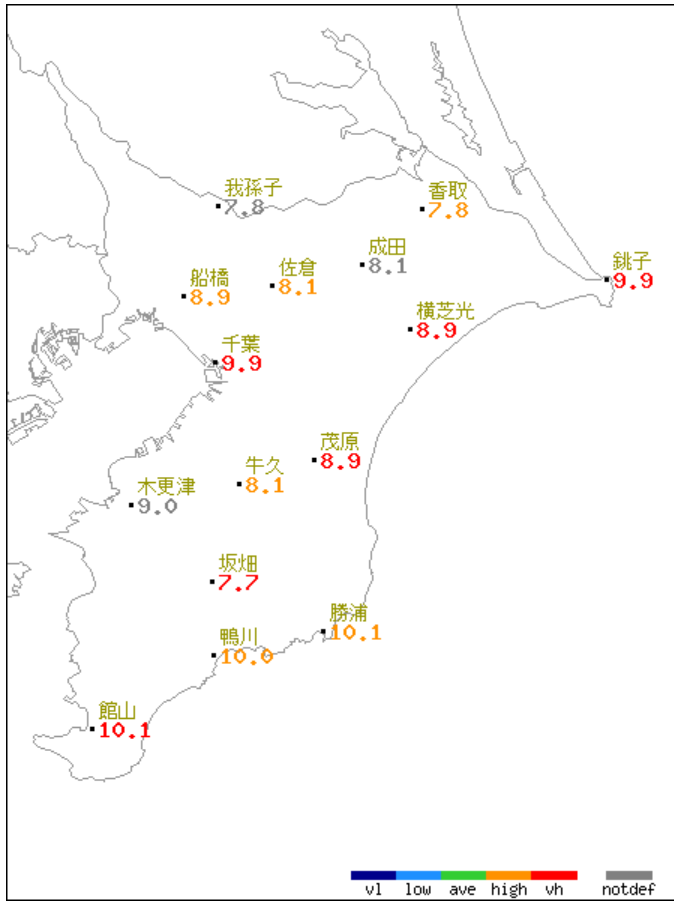 我孫子
7.8
香取
7.8
成田
8.1
佐倉
8.1
船橋
8.9
銚子
9.9
横芝光
8.9
千葉
9.9
茂原
8.9
牛久
8.1
木更津
9.0
坂畑
7.7
勝浦
10.1
鴨川
10.0
館山
10.1
vl low ave high vh notdef